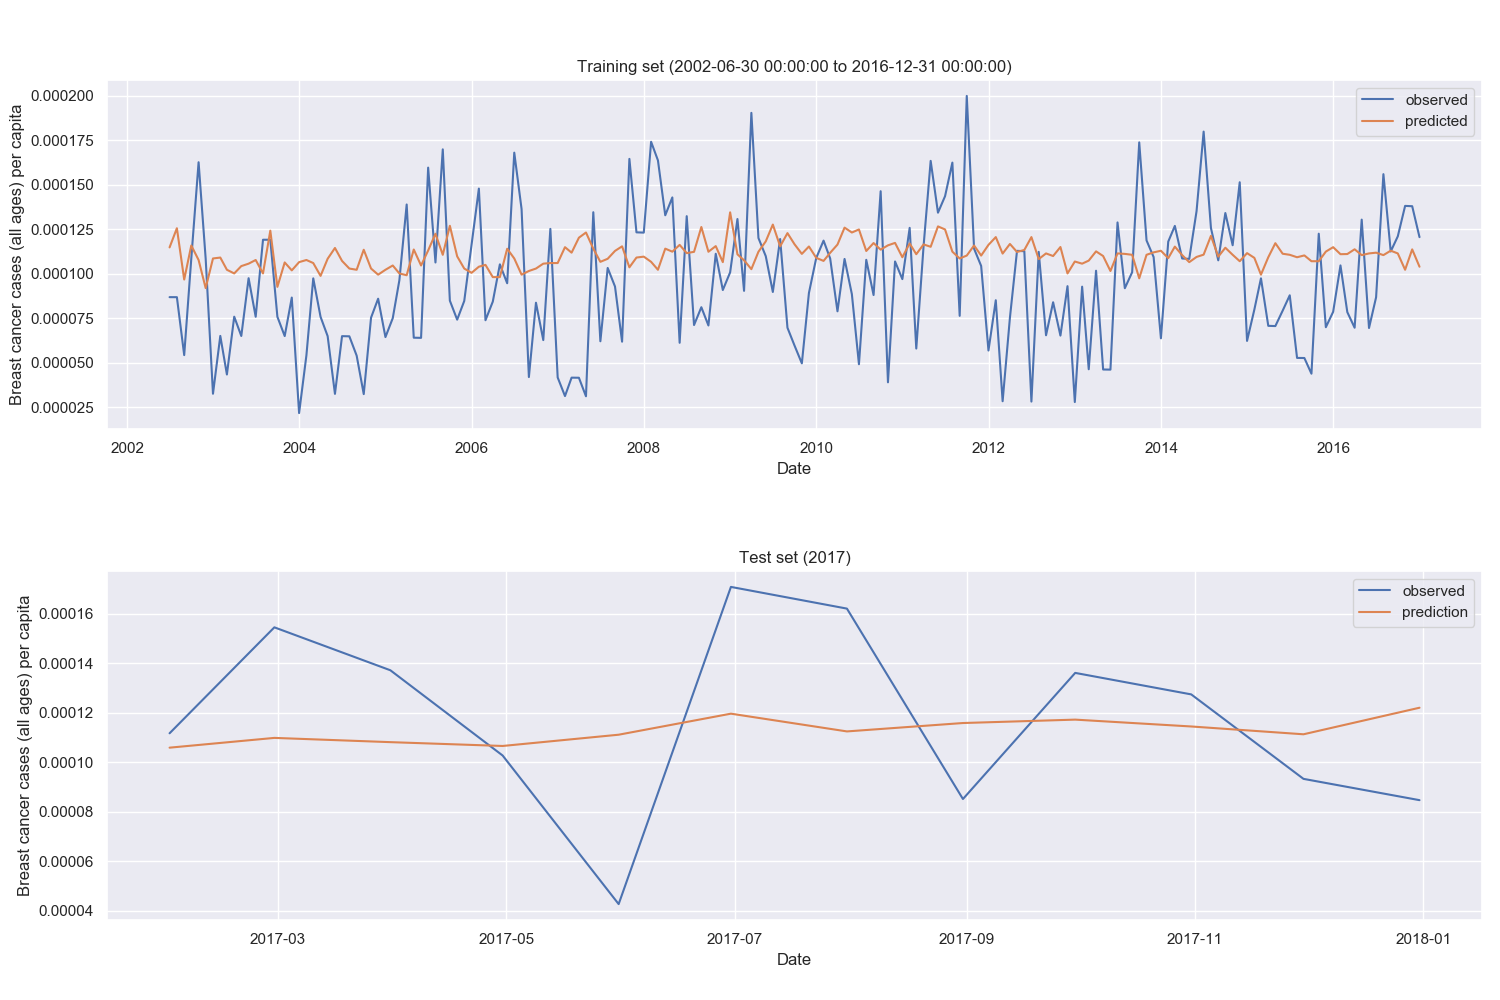 Training set (2002-06-30 00:00:00 to 2016-12-31 00:00:00)
Breast cancer cases (all ages) per capita
0.000200
0.000175
0.000150
0.000125
0.000100
0.000075
0.000050
0.000025
observed
predicted
2002 2004 2006 2008 2010 2012 2014 2016
Date
Test set (2017)
Breast cancer cases (all ages) per capita
0.00016
0.00014
0.00012
0.00010
0.00008
0.00006
0.00004
observed
prediction
2017-03 2017-05 2017-07 2017-09 2017-11 2018-01
Date